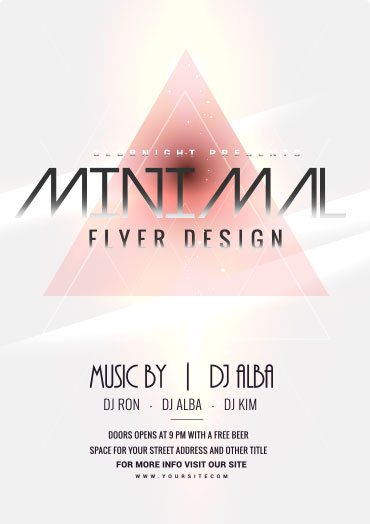 CLUBNIGHT PRESENTS
MINIMAL
FLYER DESIGN
MUSIC BY | DJ ALBA
DJ RON - DJ ALBA - DJ KIM
DOORS OPENS AT 9 PM WITH A FREE BEER
SPACE FOR YOUR STREET ADDRESS AND OTHER TITLE
FOR MORE INFO VISIT OUR SITE
WWW.YOURSITE.COM